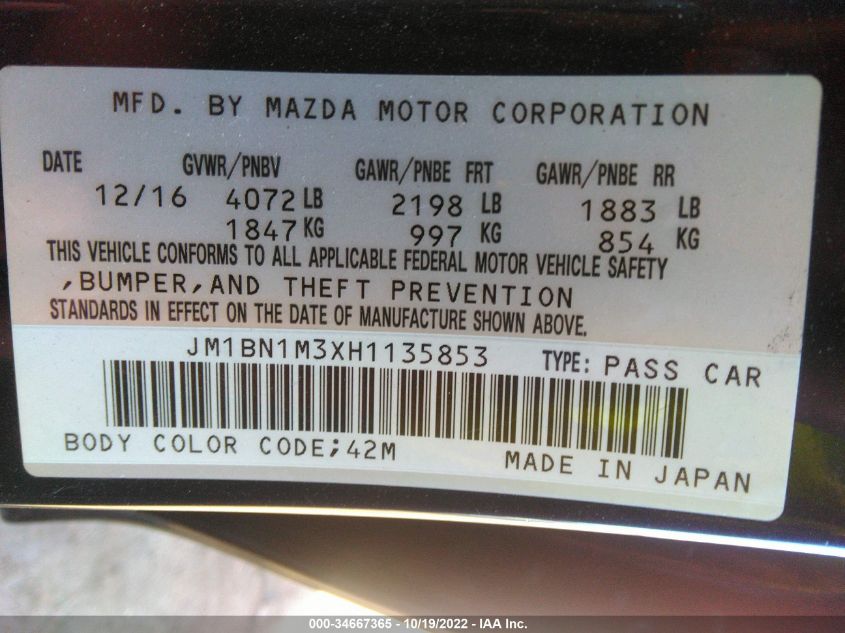 MFD. BY MAZDA MOTOR CORPORATION
DATE GVWR/PNBV GAWR/PNBE FRT GAWR/PNBE RR
12/16 4072 LB 2198 LB 1883 LB
1847 KG 997 KG 854 KG
THIS VEHICLE CONFORMS TO ALL APPLICABLE FEDERAL MOTOR VEHICLE SAFETY
,BUMPER,AND THEFT PREVENTION
STANDARDS IN EFFECT ON THE DATE OF MANUFACTURE SHOWN ABOVE.
JM1BN1M3XH1135853 TYPE: PASS CAR
BODY COLOR CODE;42M MADE IN JAPAN
000-34667365 - 10/19/2022 - IAA Inc.